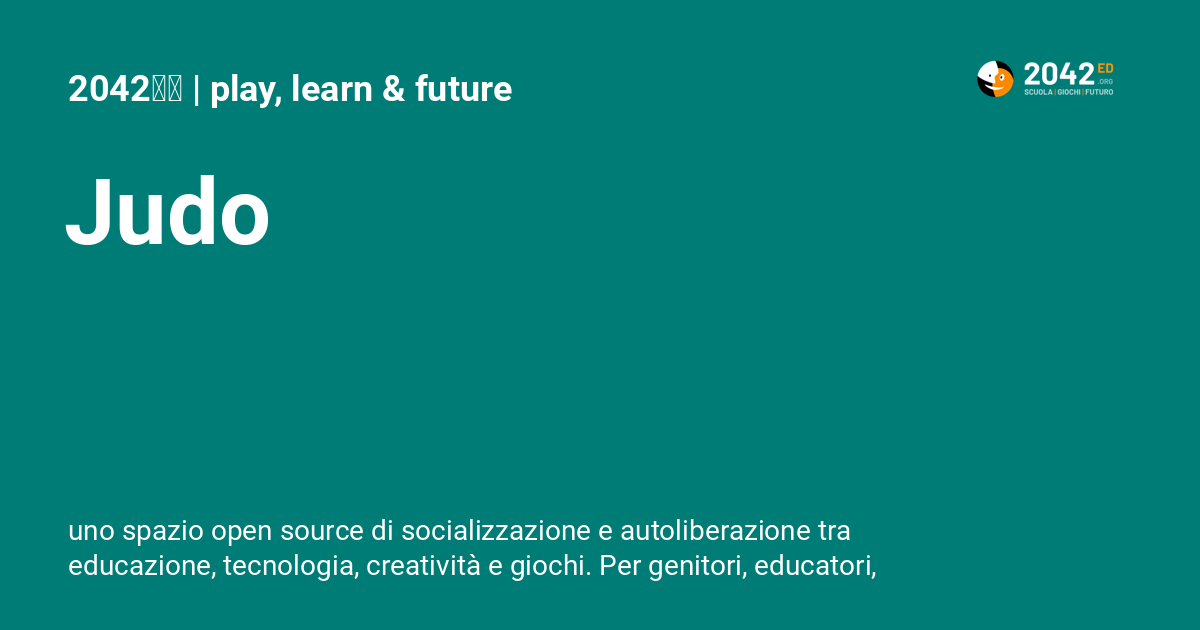 2042 | play, learn & future
2042 ED
.ORG
SCUOLA | GIOCHI | FUTURO
Judo
uno spazio open source di socializzazione e autoliberazione tra
educazione, tecnologia, creatività e giochi. Per genitori, educatori,